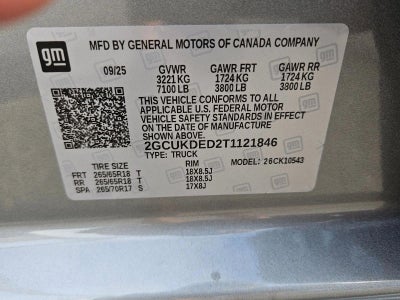 gm
MFD BY GENERAL MOTORS OF CANADA COMPANY
09/25 GVWR GAWR FRT GAWR RR
3221 KG 1724 KG 1724 KG
7100 LB 3800 LB 3800 LB
THIS VEHICLE CONFORMS TO ALL APPLICABLE
U.S. FEDERAL MOTOR
VEHICLE SAFETY STANDARDS IN EFFECT
ON THE DATE OF MANUFACTURE
SHOWN ABOVE.
2GCUKDED2T1121846
TYPE: TRUCK MODEL: 26CK10543
TIRE SIZE RIM
FRT 265/65R18 T 18X8.5J
RR 265/65R18 T 18X8.5J
SPA 265/70R17 S 17X8J